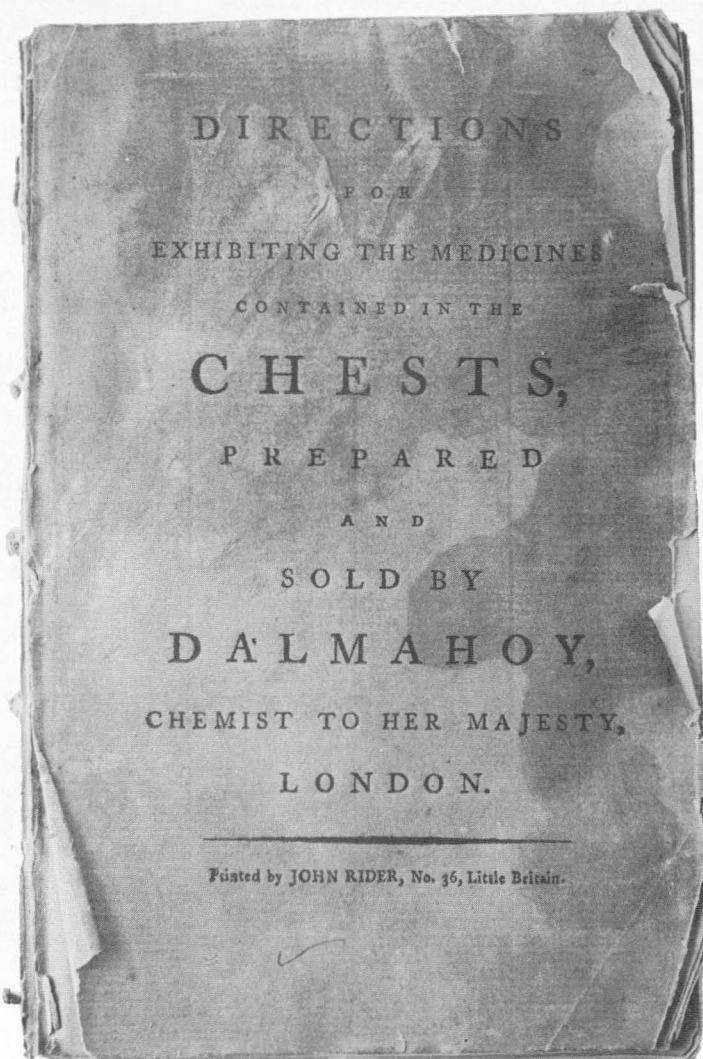 DIRECTIONS
FOR
EXHIBITING THE MEDICINES
CONTAINED IN THE
CHESTS,
PREPARED
AND
SOLD BY
DALMAHOY,
CHEMIST TO HER MAJESTY,
LONDON.
Printed by JOHN RIDER, No. 36, Little Britain.